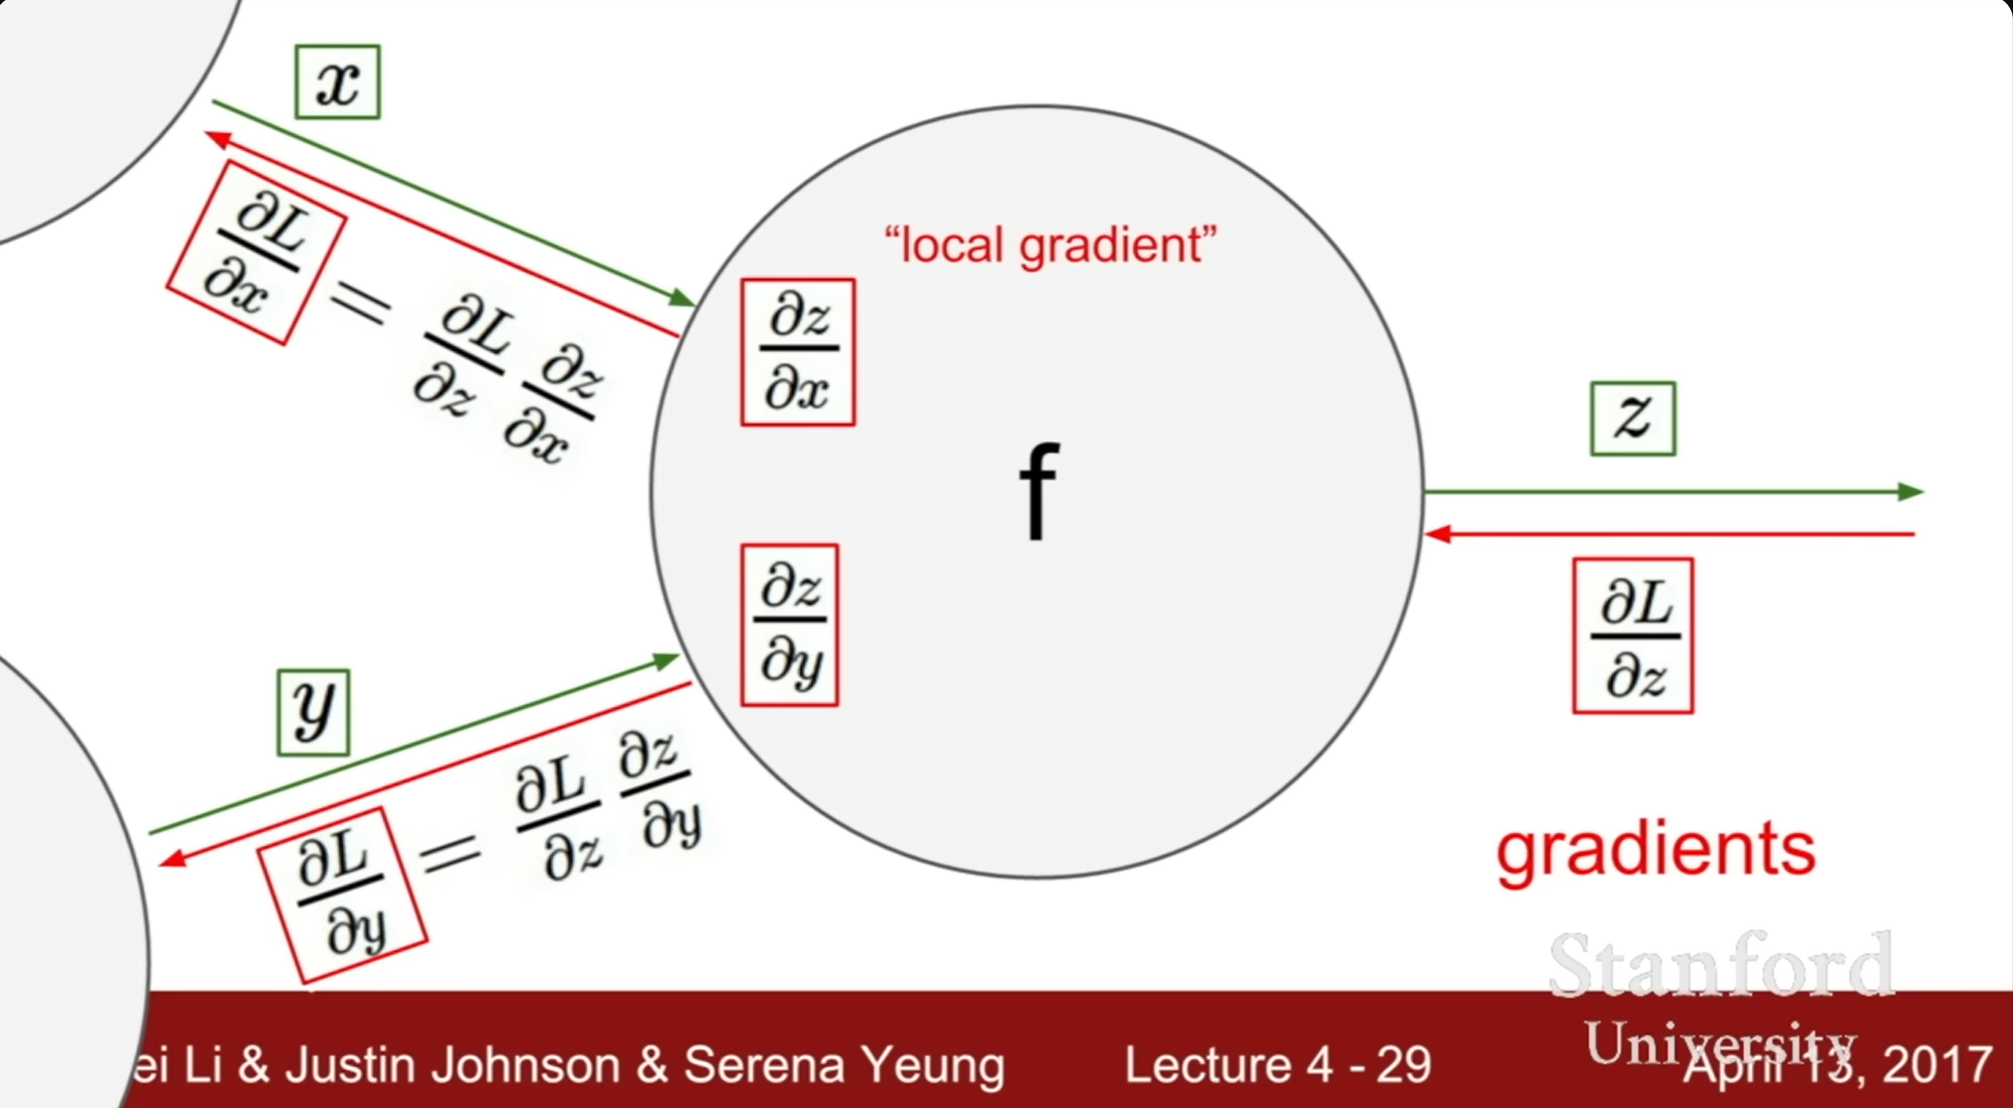 x
∂L/∂x = ∂L/∂z ∂z/∂x
“local gradient”
∂z/∂x
f
z
∂z/∂y
∂L/∂z
y
∂L/∂y = ∂L/∂z ∂z/∂y
gradients
Stanford
University
ei Li & Justin Johnson & Serena Yeung
Lecture 4 - 29
April 13, 2017